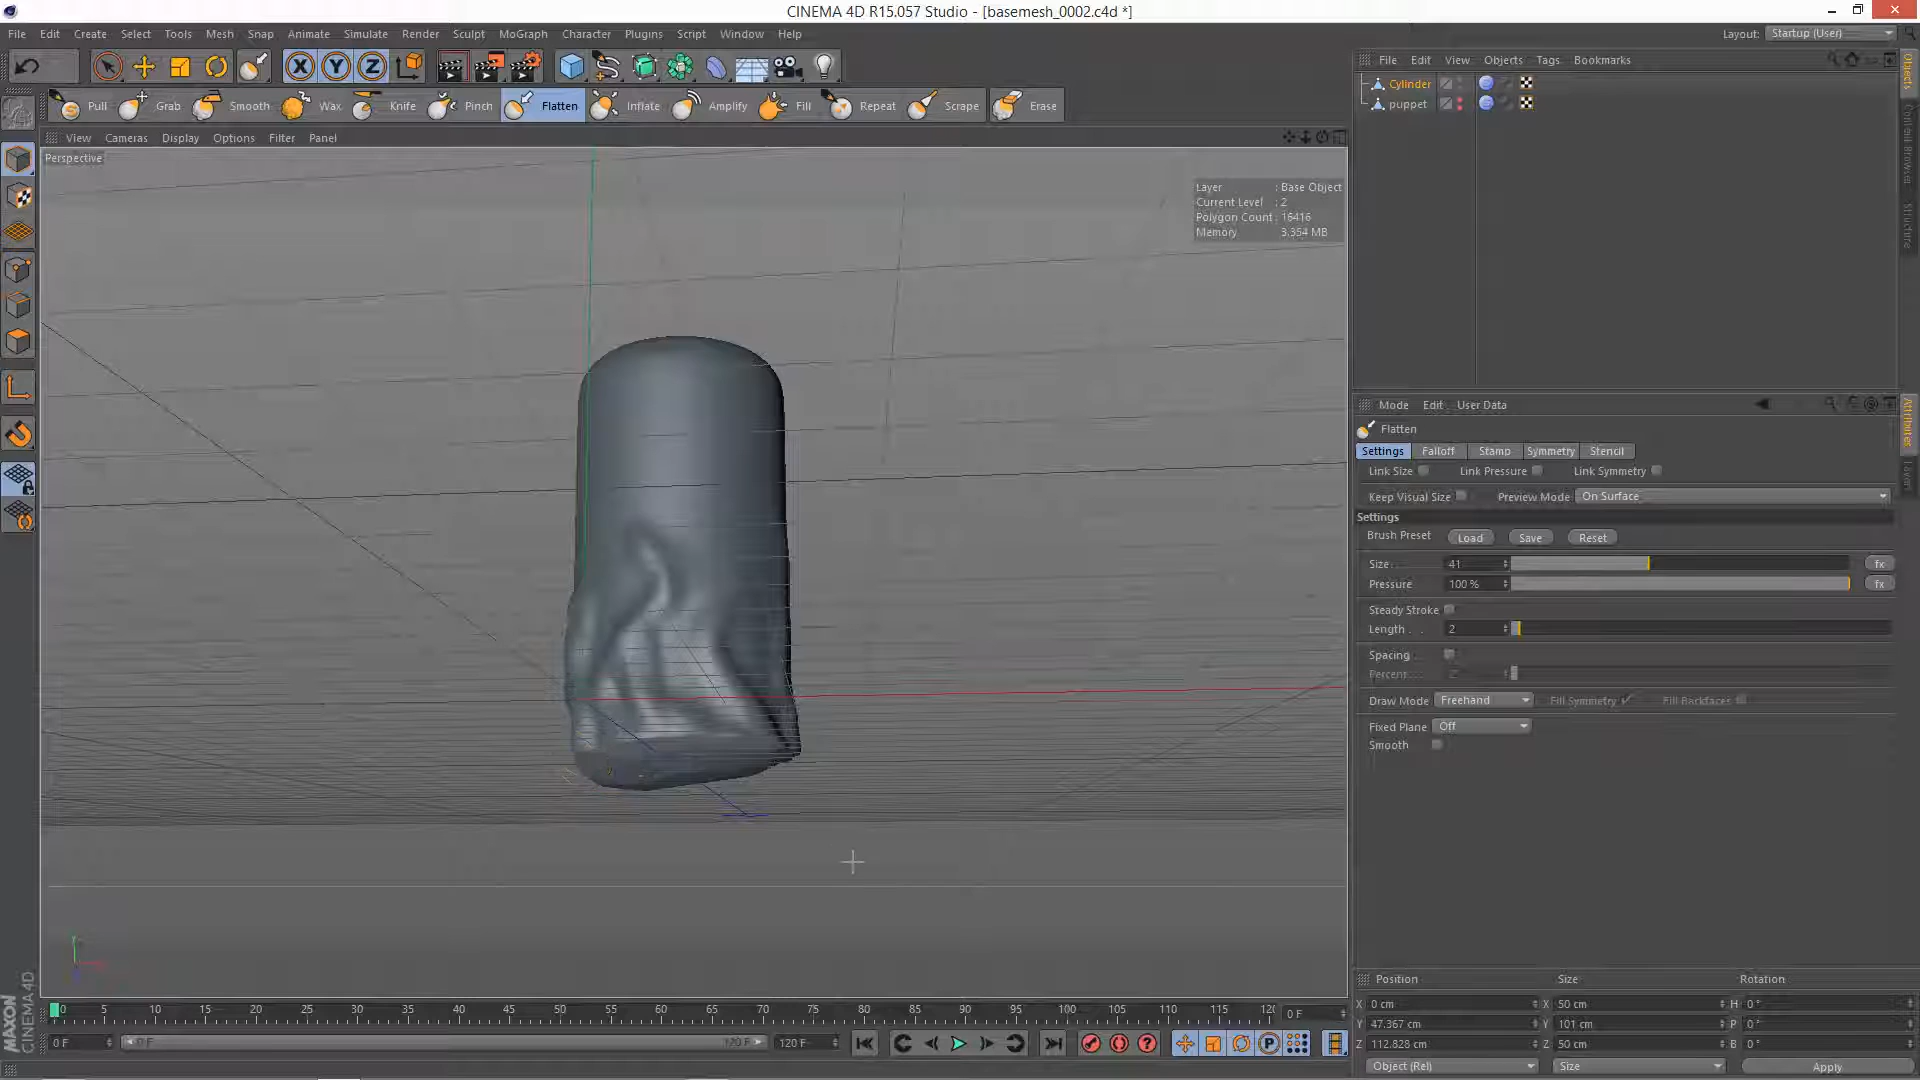 CINEMA 4D R15.057 Studio - [basemesh_0002.c4d *]
File Edit Create Select Tools Mesh Snap Animate Simulate Render Sculpt MoGraph Character Plugins Script Window Help
Layout: Startup (User)
X Y Z
Pull Grab Smooth Wax Knife Pinch Flatten Inflate Amplify Fill Repeat Scrape Erase
View Cameras Display Options Filter Panel
Perspective
Layer : Base Object
Current Level : 2
Polygon Count : 16416
Memory 3.354 MB
File Edit View Objects Tags Bookmarks
Cylinder
puppet
Objects
Content Browser
Structure
Mode Edit User Data
Attributes
Layers
Flatten
Settings Falloff Stamp Symmetry Stencil
Link Size Link Pressure Link Symmetry
Keep Visual Size Preview Mode On Surface
Settings
Brush Preset Load Save Reset
Size 41 fx
Pressure 100 % fx
Steady Stroke
Length 2
Spacing
Percent
Draw Mode Freehand Fill Symmetry Fill Backfaces
Fixed Plane Off
Smooth
0 5 10 15 20 25 30 35 40 45 50 55 60 65 70 75 80 85 90 95 100 105 110 115 0 F
0 F 120 F 120 F
Position Size Rotation
X 0 cm X 50 cm H 0 °
Y 47.367 cm Y 101 cm P 0 °
Z 112.828 cm Z 50 cm B 0 °
Object (Rel) Size Apply
MAXON
CINEMA 4D